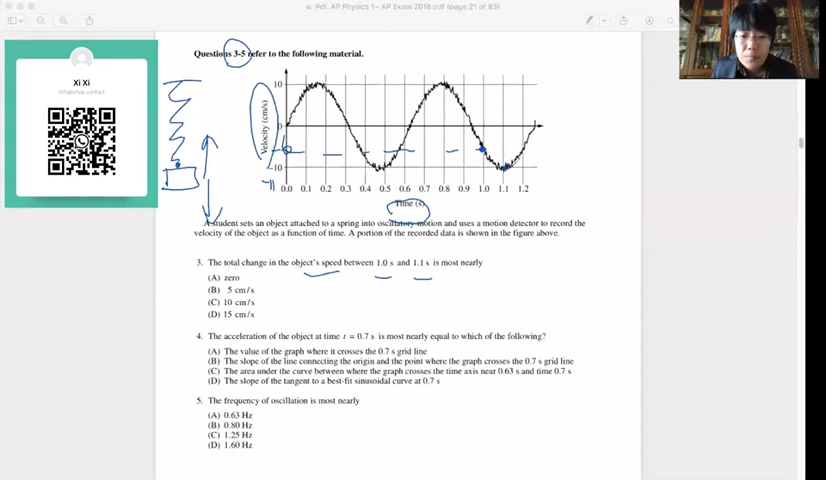 Pdl. AP Physics 1– AP Exam 2018.pdf (page 21 of 83)
Xi Xi
WhatsApp contact
Questions 3-5 refer to the following material.
Velocity (cm/s)
10
0
–10
-6
-11
0.0 0.1 0.2 0.3 0.4 0.5 0.6 0.7 0.8 0.9 1.0 1.1 1.2
Time (s)
A student sets an object attached to a spring into oscillatory motion and uses a motion detector to record the
velocity of the object as a function of time. A portion of the recorded data is shown in the figure above.
3. The total change in the object's speed between 1.0 s and 1.1 s is most nearly
(A) zero
(B) 5 cm/s
(C) 10 cm/s
(D) 15 cm/s
4. The acceleration of the object at time t = 0.7 s is most nearly equal to which of the following?
(A) The value of the graph where it crosses the 0.7 s grid line
(B) The slope of the line connecting the origin and the point where the graph crosses the 0.7 s grid line
(C) The area under the curve between where the graph crosses the time axis near 0.63 s and time 0.7 s
(D) The slope of the tangent to a best-fit sinusoidal curve at 0.7 s
5. The frequency of oscillation is most nearly
(A) 0.63 Hz
(B) 0.80 Hz
(C) 1.25 Hz
(D) 1.60 Hz